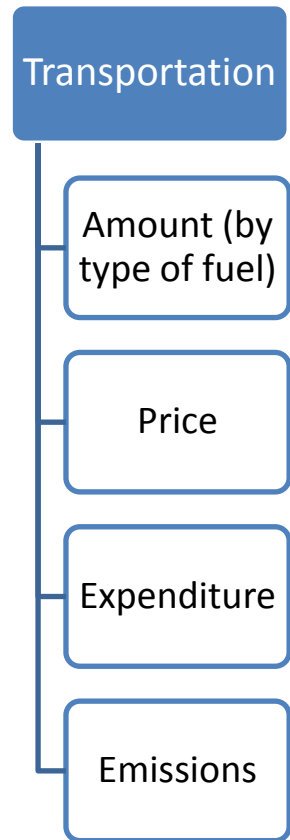 Transportation
Amount (by
type of fuel)
Price
Expenditure
Emissions